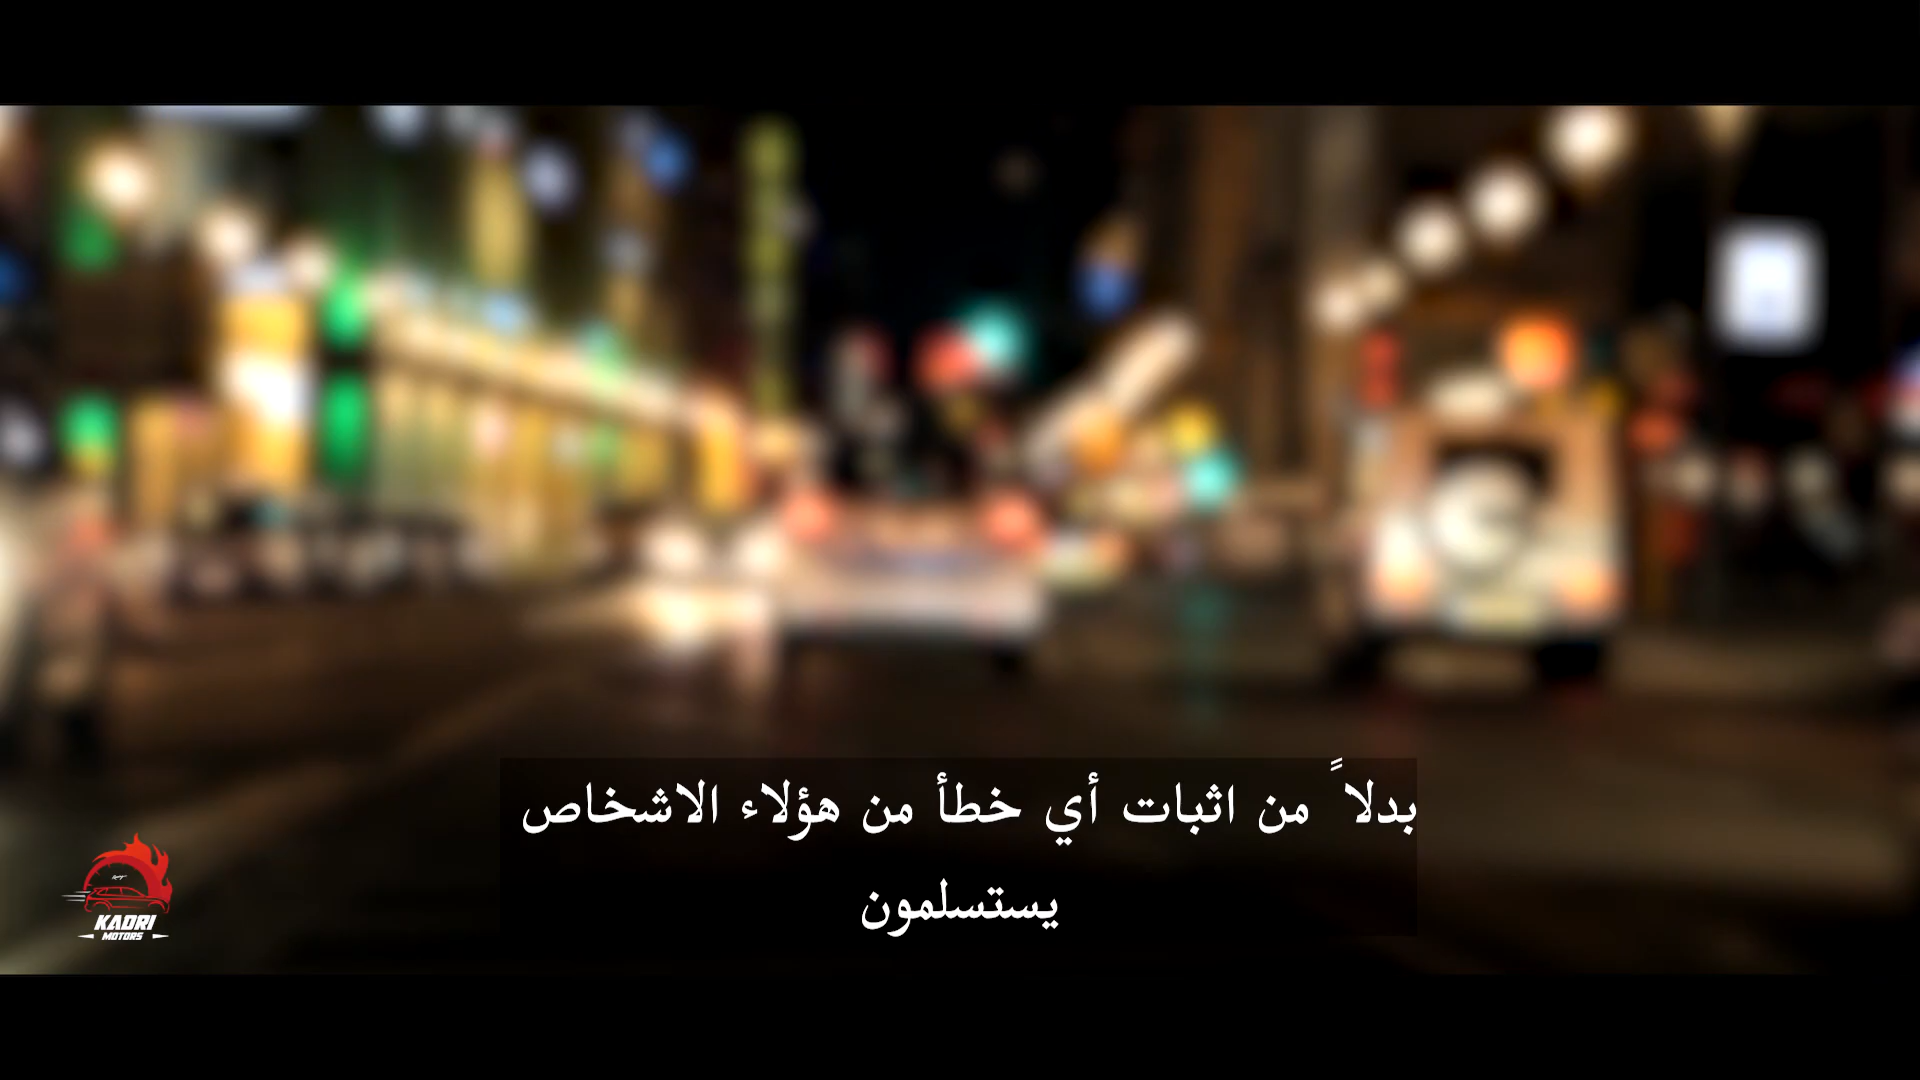 بدلاً من اثبات أي خطأ من هؤلاء الاشخاص
يستسلمون
KADRI
MOTORS